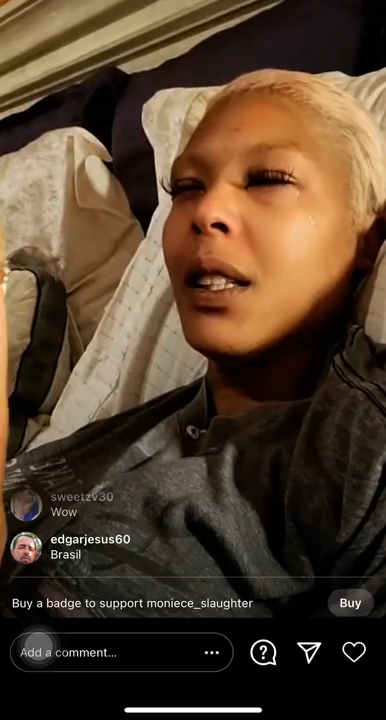 sweetzv30
Wow
edgarjesus60
Brasil
Buy a badge to support moniece_slaughter
Buy
Add a comment...